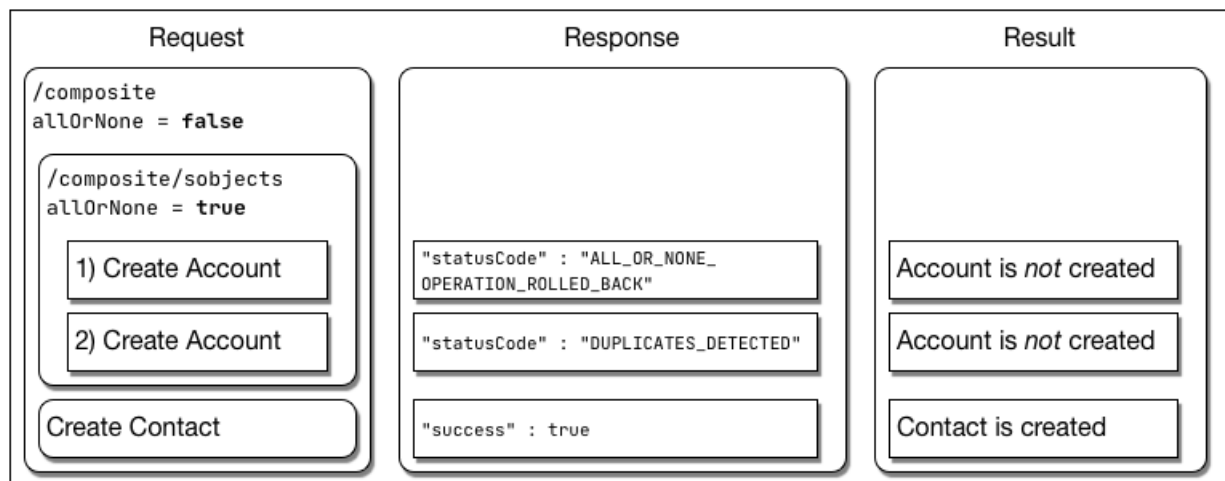 Request
Response
Result
/composite
allOrNone = false
/composite/sobjects
allOrNone = true
1) Create Account
"statusCode" : "ALL_OR_NONE_
OPERATION_ROLLED_BACK"
Account is not created
2) Create Account
"statusCode" : "DUPLICATES_DETECTED"
Account is not created
Create Contact
"success" : true
Contact is created